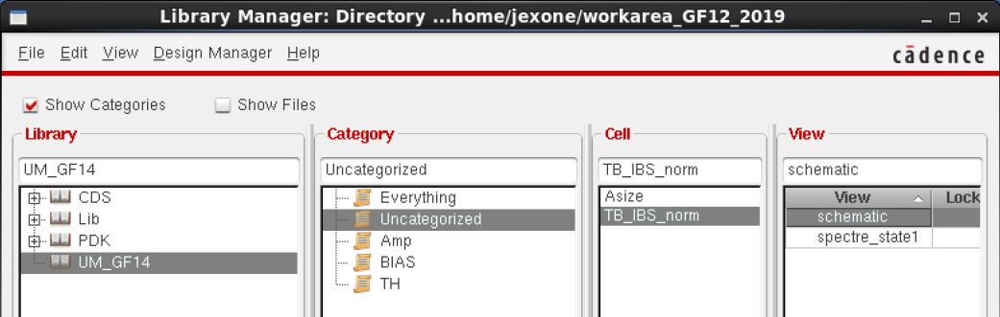 Library Manager: Directory ...home/jexone/workarea_GF12_2019
File Edit View Design Manager Help
cādence
Show Categories Show Files
Library Category Cell View
UM_GF14 Uncategorized TB_IBS_norm schematic
CDS Everything Asize View Lock
Lib Uncategorized TB_IBS_norm schematic
PDK Amp spectre_state1
UM_GF14 BIAS
TH